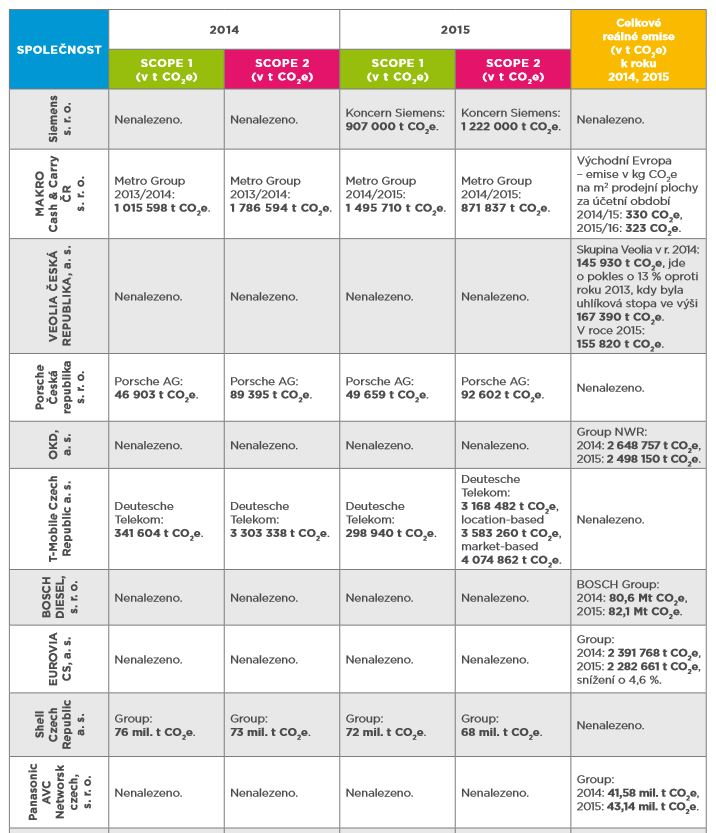 SPOLEČNOST
2014
2015
Celkové
reálné emise
(v t CO₂e)
k roku
2014, 2015
SCOPE 1
(v t CO₂e)
SCOPE 2
(v t CO₂e)
SCOPE 1
(v t CO₂e)
SCOPE 2
(v t CO₂e)
Siemens
s. r. o.
Nenalezeno.
Nenalezeno.
Koncern Siemens:
907 000 t CO₂e.
Koncern Siemens:
1 222 000 t CO₂e.
Nenalezeno.
MAKRO
Cash & Carry
ČR
s. r. o.
Metro Group
2013/2014:
1 015 598 t CO₂e.
Metro Group
2013/2014:
1 786 594 t CO₂e.
Metro Group
2014/2015:
1 495 710 t CO₂e.
Metro Group
2014/2015:
871 837 t CO₂e.
Východní Evropa
– emise v kg CO₂e
na m² prodejní plochy
za účetní období
2014/15: 330 CO₂e,
2015/16: 323 CO₂e.
VEOLIA ČESKÁ
REPUBLIKA, a. s.
Nenalezeno.
Nenalezeno.
Nenalezeno.
Nenalezeno.
Skupina Veolia v r. 2014:
145 930 t CO₂e, jde
o pokles o 13 % oproti
roku 2013, kdy byla
uhlíková stopa ve výši
167 390 t CO₂e.
V roce 2015:
155 820 t CO₂e.
Porsche
Česká
republika
s. r. o.
Porsche AG:
46 903 t CO₂e.
Porsche AG:
89 395 t CO₂e.
Porsche AG:
49 659 t CO₂e.
Porsche AG:
92 602 t CO₂e.
Nenalezeno.
OKD,
a. s.
Nenalezeno.
Nenalezeno.
Nenalezeno.
Nenalezeno.
Group NWR:
2014: 2 648 757 t CO₂e,
2015: 2 498 150 t CO₂e.
T-Mobile Czech
Republic a. s.
Deutesche
Telekom:
341 604 t CO₂e.
Deutesche
Telekom:
3 303 338 t CO₂e.
Deutesche
Telekom:
298 940 t CO₂e.
Deutesche
Telekom:
3 168 482 t CO₂e,
location-based
3 583 260 t CO₂e,
market-based
4 074 862 t CO₂e.
Nenalezeno.
BOSCH
DIESEL,
s. r. o.
Nenalezeno.
Nenalezeno.
Nenalezeno.
Nenalezeno.
BOSCH Group:
2014: 80,6 Mt CO₂e,
2015: 82,1 Mt CO₂e.
EUROVIA
CS, a. s.
Nenalezeno.
Nenalezeno.
Nenalezeno.
Nenalezeno.
Group:
2014: 2 391 768 t CO₂e,
2015: 2 282 661 t CO₂e,
snížení o 4,6 %.
Shell
Czech
Republic
a. s.
Group:
76 mil. t CO₂e.
Group:
73 mil. t CO₂e.
Group:
72 mil. t CO₂e.
Group:
68 mil. t CO₂e.
Nenalezeno.
Panasonic
AVC
Networsk
czech,
s. r. o.
Nenalezeno.
Nenalezeno.
Nenalezeno.
Nenalezeno.
Group:
2014: 41,58 mil. t CO₂e,
2015: 43,14 mil. t CO₂e.